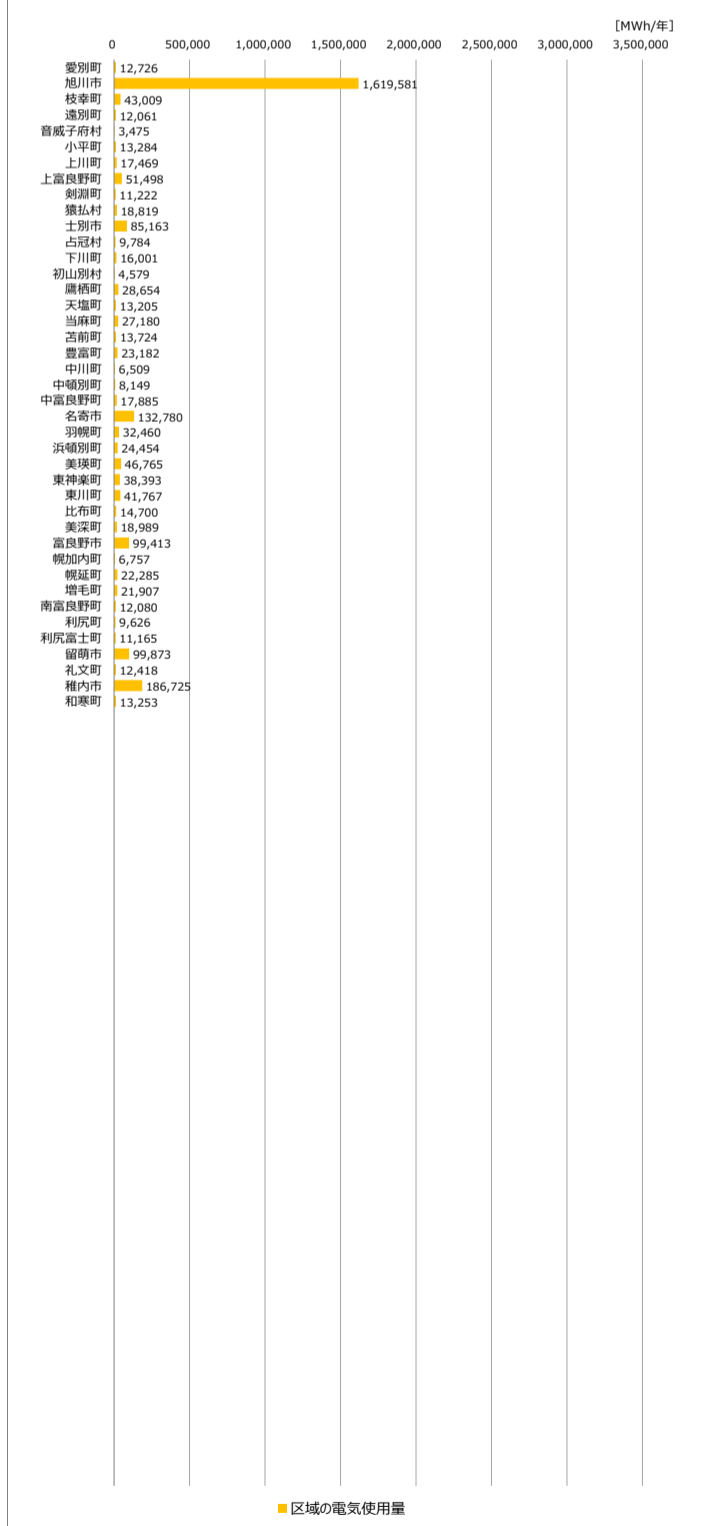 [MWh/年]
0 500,000 1,000,000 1,500,000 2,000,000 2,500,000 3,000,000 3,500,000
愛別町 12,726
旭川市 1,619,581
枝幸町 43,009
遠別町 12,061
音威子府村 3,475
小平町 13,284
上川町 17,469
上富良野町 51,498
剣淵町 11,222
猿払村 18,819
士別市 85,163
占冠村 9,784
下川町 16,001
初山別村 4,579
鷹栖町 28,654
天塩町 13,205
当麻町 27,180
苫前町 13,724
豊富町 23,182
中川町 6,509
中頓別町 8,149
中富良野町 17,885
名寄市 132,780
羽幌町 32,460
浜頓別町 24,454
美瑛町 46,765
東神楽町 38,393
東川町 41,767
比布町 14,700
美深町 18,989
富良野市 99,413
幌加内町 6,757
幌延町 22,285
増毛町 21,907
南富良野町 12,080
利尻町 9,626
利尻富士町 11,165
留萌市 99,873
礼文町 12,418
稚内市 186,725
和寒町 13,253
区域の電気使用量